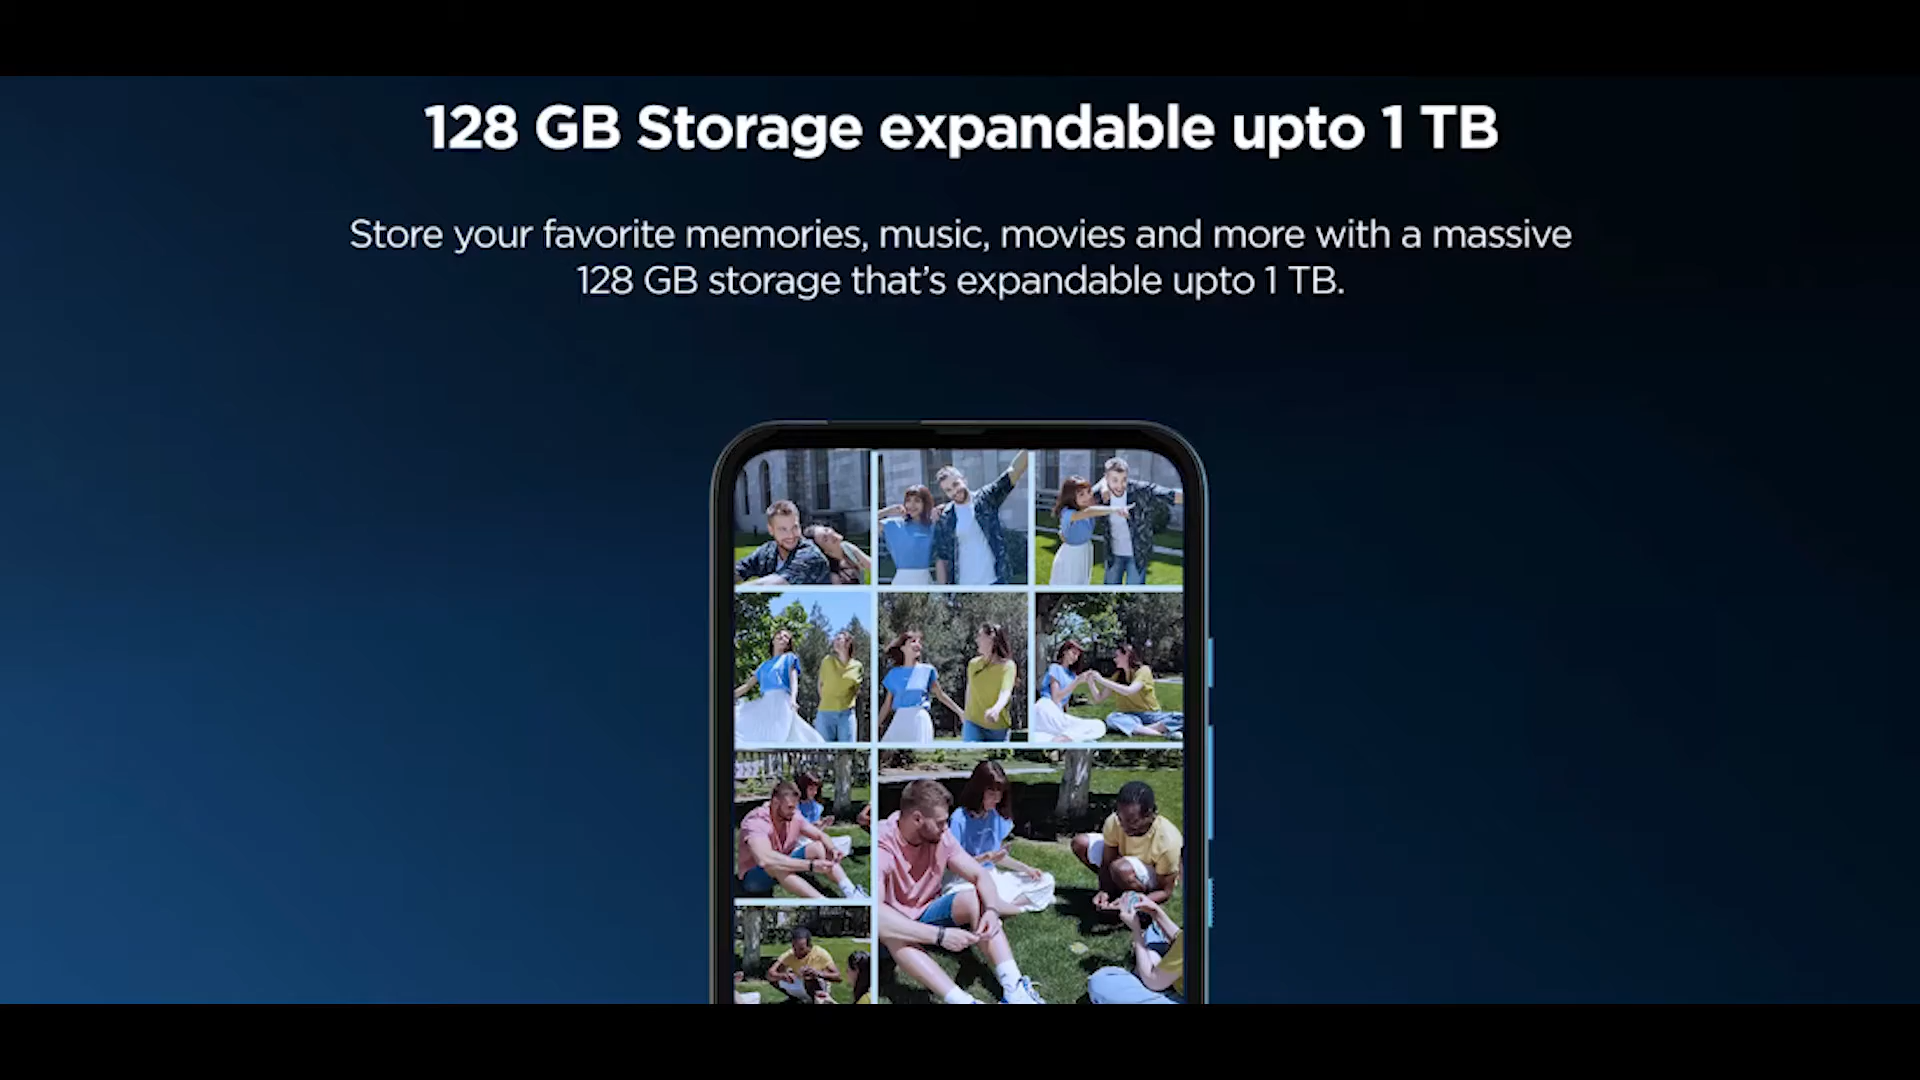 128 GB Storage expandable upto 1 TB
Store your favorite memories, music, movies and more with a massive
128 GB storage that's expandable upto 1 TB.